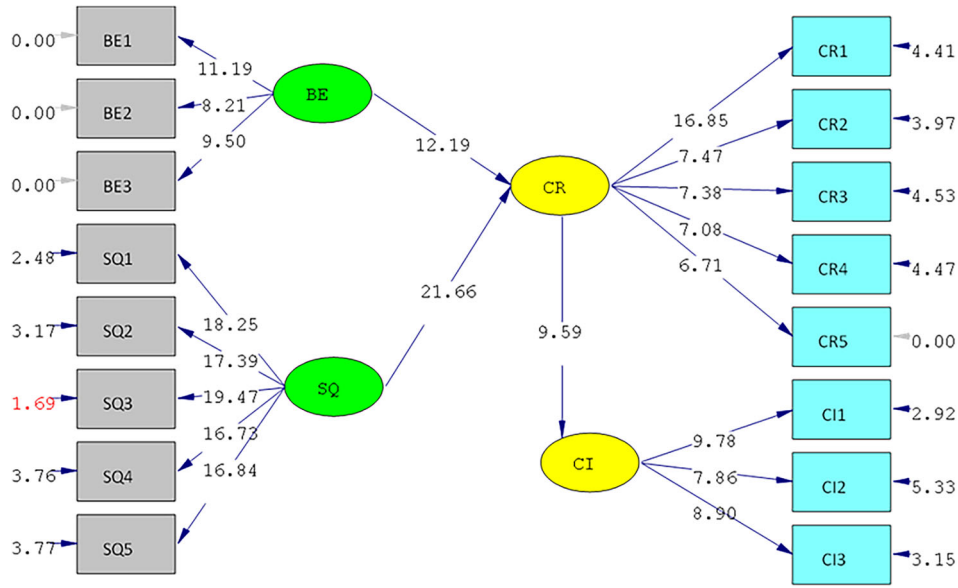 0.00 BE1
11.19
0.00 BE2
8.21
0.00 BE3
9.50
BE
12.19
2.48 SQ1
18.25
3.17 SQ2
17.39
1.69 SQ3
19.47
3.76 SQ4
16.73
3.77 SQ5
16.84
SQ
21.66
CR
9.59
CI
16.85
CR1 4.41
7.47
CR2 3.97
7.38
CR3 4.53
7.08
CR4 4.47
6.71
CR5 0.00
9.78
CI1 2.92
7.86
CI2 5.33
8.90
CI3 3.15